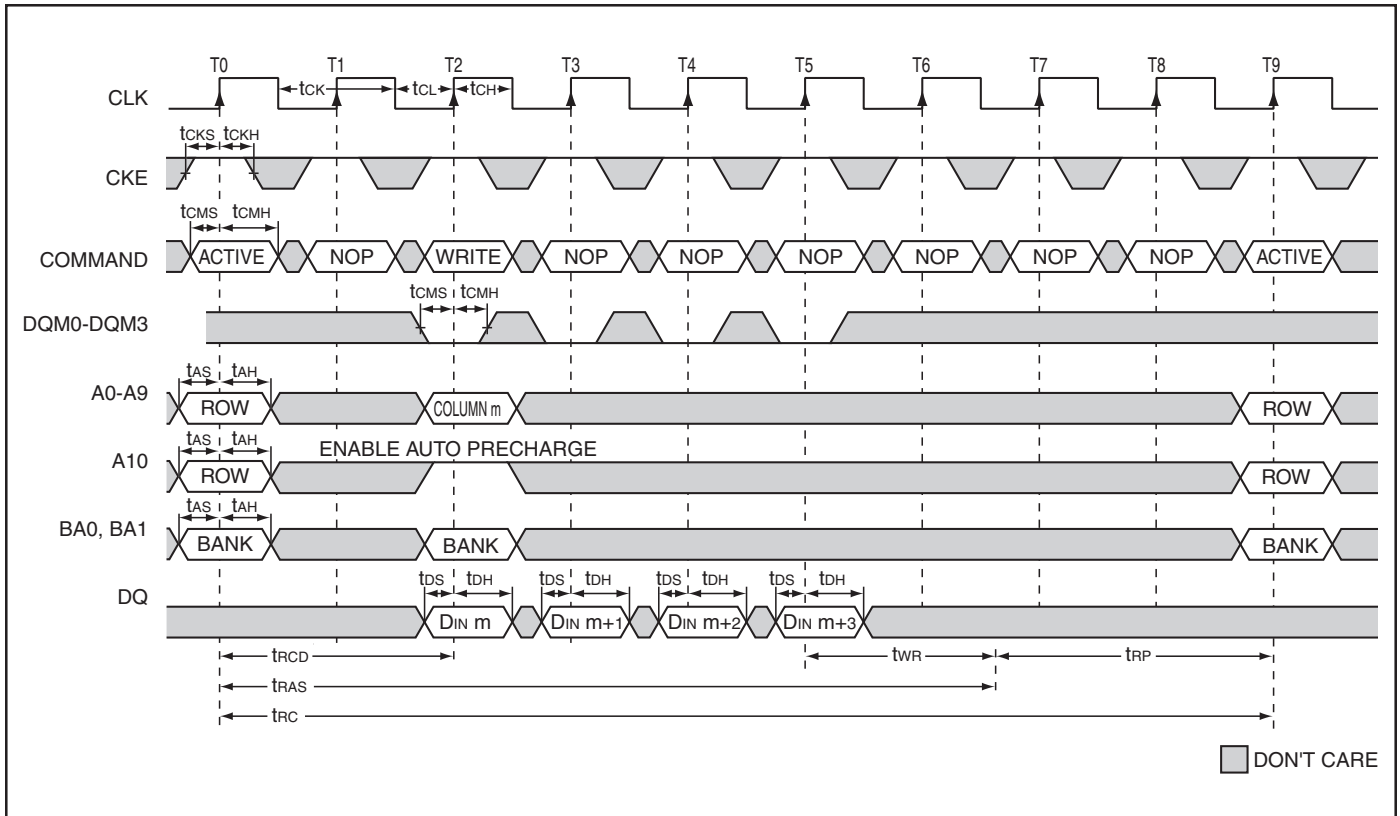 T0 T1 T2 T3 T4 T5 T6 T7 T8 T9
CLK tCK tCL tCH
tCKS tCKH
CKE
tCMS tCMH
COMMAND ACTIVE NOP WRITE NOP NOP NOP NOP NOP NOP ACTIVE
tCMS tCMH
DQM0-DQM3
tAS tAH
A0-A9 ROW COLUMN m ROW
tAS tAH ENABLE AUTO PRECHARGE
A10 ROW ROW
tAS tAH
BA0, BA1 BANK BANK BANK
tDS tDH tDS tDH tDS tDH tDS tDH
DQ DIN m DIN m+1 DIN m+2 DIN m+3
tRCD tWR tRP
tRAS
tRC
DON'T CARE